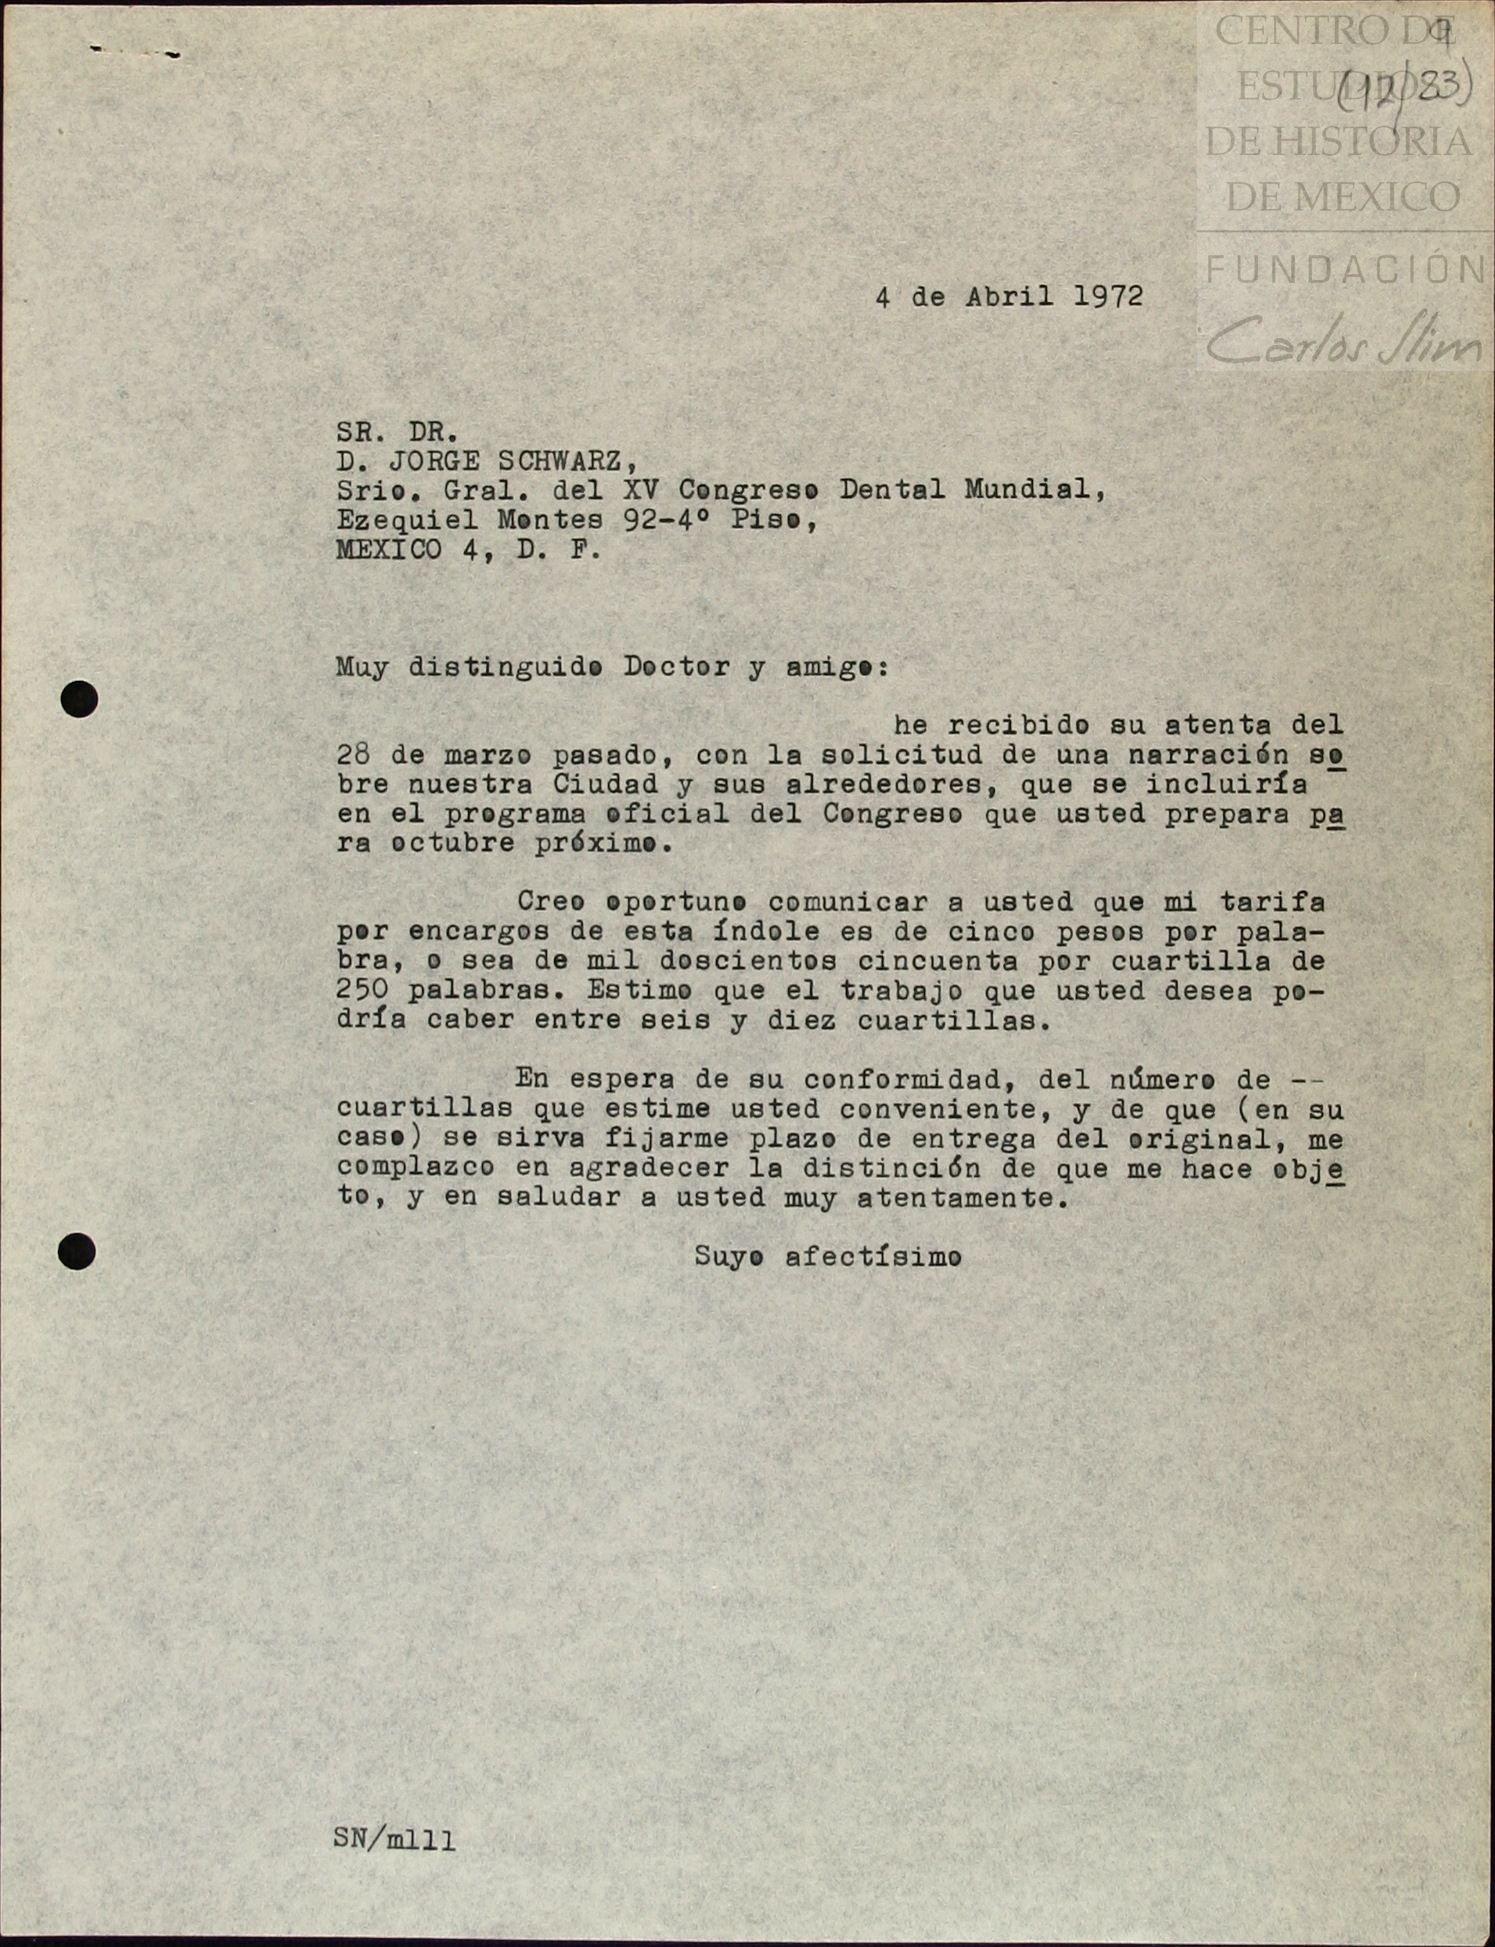 CENTRO DE
ESTUDIOS
DE HISTORIA
DE MEXICO
FUNDACIÓN
Carlos Slim
9
(12/83)
4 de Abril 1972
SR. DR.
D. JORGE SCHWARZ,
Srio. Gral. del XV Congreso Dental Mundial,
Ezequiel Montes 92-4º Piso,
MEXICO 4, D. F.
Muy distinguido Doctor y amigo:
he recibido su atenta del
28 de marzo pasado, con la solicitud de una narración so
bre nuestra Ciudad y sus alrededores, que se incluiría
en el programa oficial del Congreso que usted prepara pa
ra octubre próximo.
Creo oportuno comunicar a usted que mi tarifa
por encargos de esta índole es de cinco pesos por pala-
bra, o sea de mil doscientos cincuenta por cuartilla de
250 palabras. Estimo que el trabajo que usted desea po-
dría caber entre seis y diez cuartillas.
En espera de su conformidad, del número de --
cuartillas que estime usted conveniente, y de que (en su
caso) se sirva fijarme plazo de entrega del original, me
complazco en agradecer la distinción de que me hace obje
to, y en saludar a usted muy atentamente.
Suyo afectísimo
SN/mlll